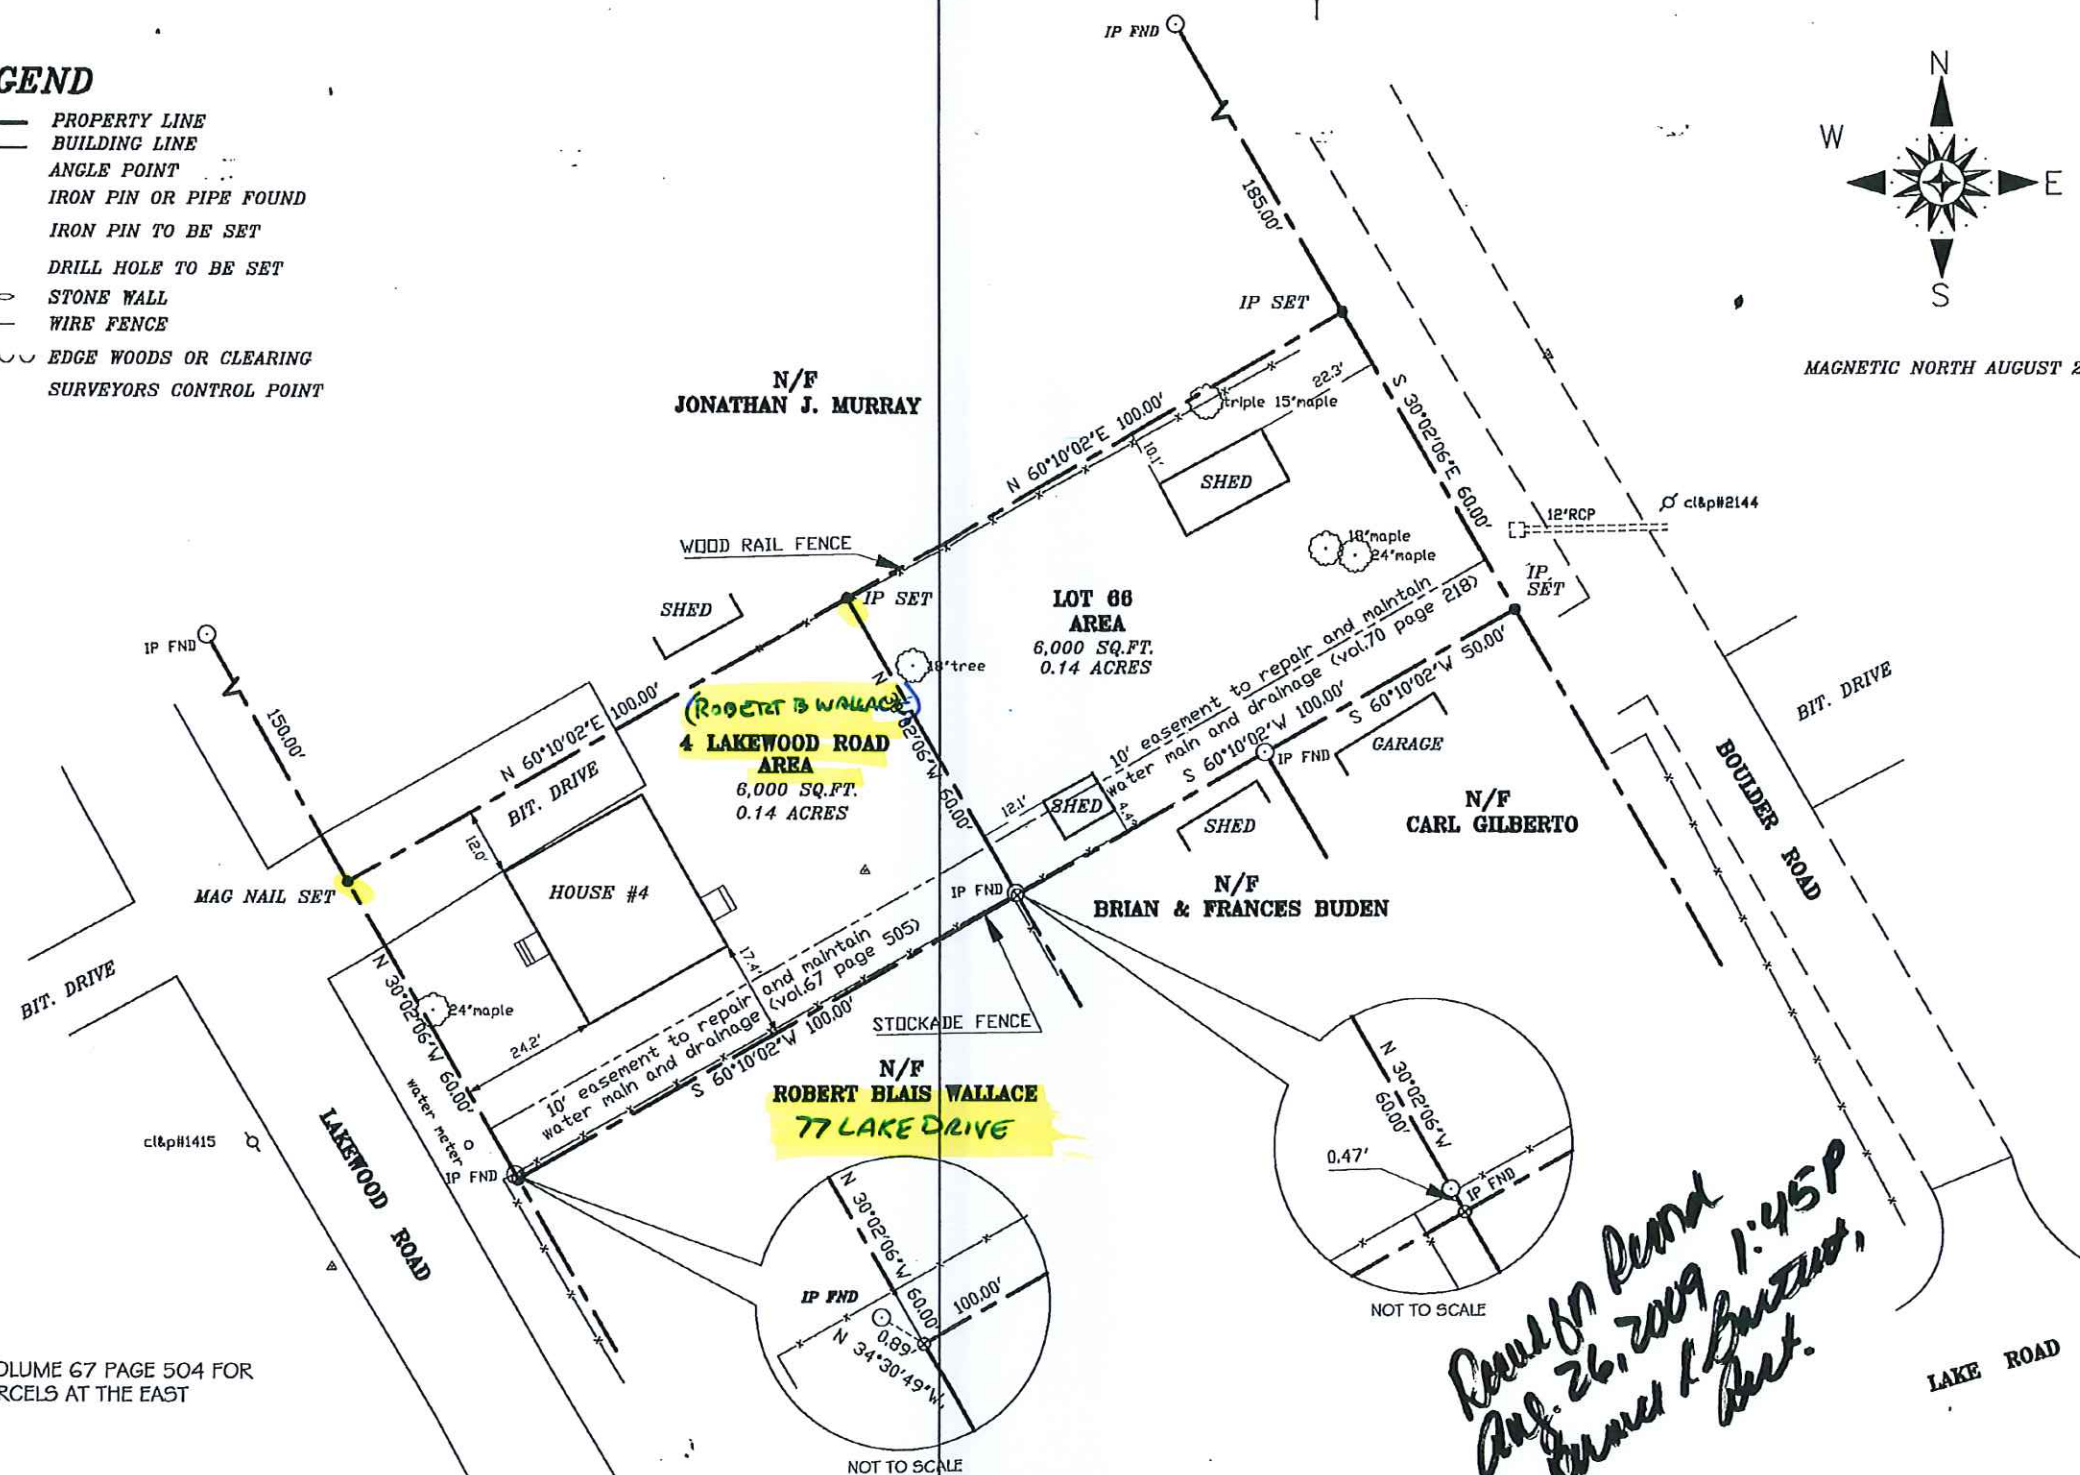 GEND
PROPERTY LINE
BUILDING LINE
ANGLE POINT
IRON PIN OR PIPE FOUND
IRON PIN TO BE SET
DRILL HOLE TO BE SET
STONE WALL
WIRE FENCE
EDGE WOODS OR CLEARING
SURVEYORS CONTROL POINT
IP FND
N
W
E
S
MAGNETIC NORTH AUGUST 2
185.00'
IP SET
N/F
JONATHAN J. MURRAY
N 60°10'02"E 100.00'
triple 15"maple
22.3'
10.1'
SHED
S 30°02'06"E 60.00'
12"RCP
cl&p#2144
18"maple
24"maple
WOOD RAIL FENCE
IP SET
SHED
LOT 66
AREA
6,000 SQ.FT.
0.14 ACRES
IP
SET
IP FND
150.00'
18"tree
N 30°02'06"W 60.00'
10' easement to repair and maintain
water main and drainage (vol.70 page 218)
S 60°10'02"W 100.00'
S 60°10'02"W 50.00'
(ROBERT B WALLACE)
4 LAKEWOOD ROAD
AREA
6,000 SQ.FT.
0.14 ACRES
N 60°10'02"E 100.00'
BIT. DRIVE
12.0'
IP FND
GARAGE
BIT. DRIVE
12.1'
SHED
4.4'
SHED
N/F
CARL GILBERTO
BOULDER ROAD
MAG NAIL SET
HOUSE #4
IP FND
N/F
BRIAN & FRANCES BUDEN
BIT. DRIVE
N 30°02'06"W 60.00'
24"maple
24.2'
17.4'
10' easement to repair and maintain
water main and drainage (vol.67 page 505)
S 60°10'02"W 100.00'
STOCKADE FENCE
N/F
ROBERT BLAIS WALLACE
77 LAKE DRIVE
water meter
cl&p#1415
LAKEWOOD ROAD
IP FND
N 30°02'06"W
60.00'
0.47'
IP FND
NOT TO SCALE
N 30°02'06"W 60.00'
IP FND
100.00'
0.89'
N 34°30'49"W
NOT TO SCALE
Aug. 26, 2009 1:45 P
LAKE ROAD
OLUME 67 PAGE 504 FOR
RCELS AT THE EAST